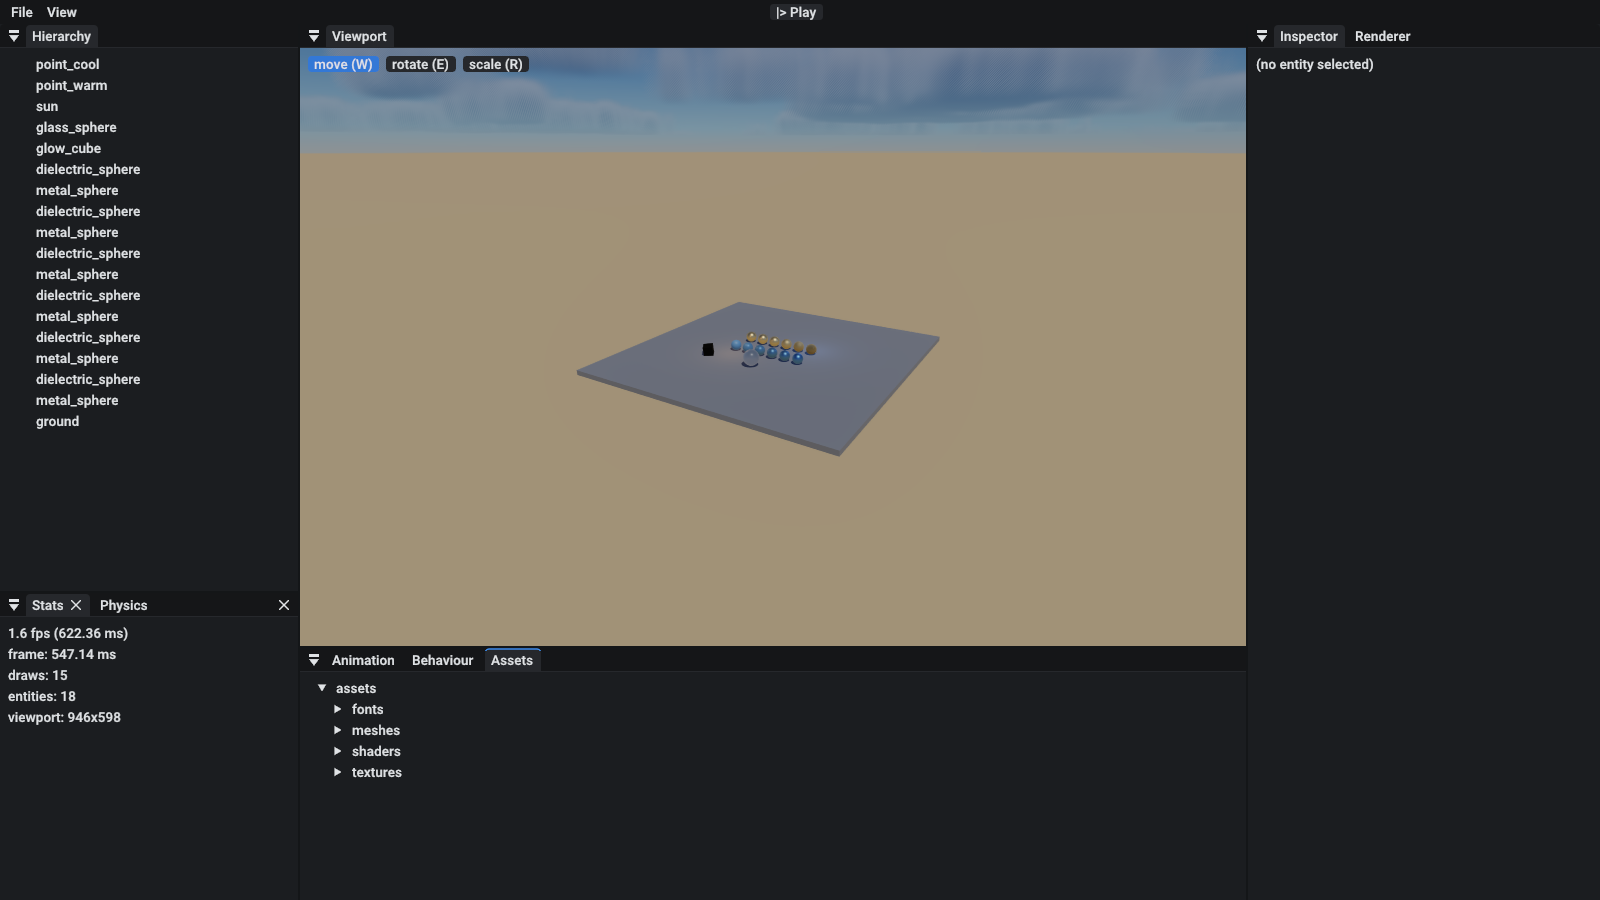 File View |> Play
Hierarchy
point_cool
point_warm
sun
glass_sphere
glow_cube
dielectric_sphere
metal_sphere
dielectric_sphere
metal_sphere
dielectric_sphere
metal_sphere
dielectric_sphere
metal_sphere
dielectric_sphere
metal_sphere
dielectric_sphere
metal_sphere
ground
Stats Physics
1.6 fps (622.36 ms)
frame: 547.14 ms
draws: 15
entities: 18
viewport: 946x598
Viewport
move (W) rotate (E) scale (R)
Animation Behaviour Assets
assets
fonts
meshes
shaders
textures
Inspector Renderer
(no entity selected)